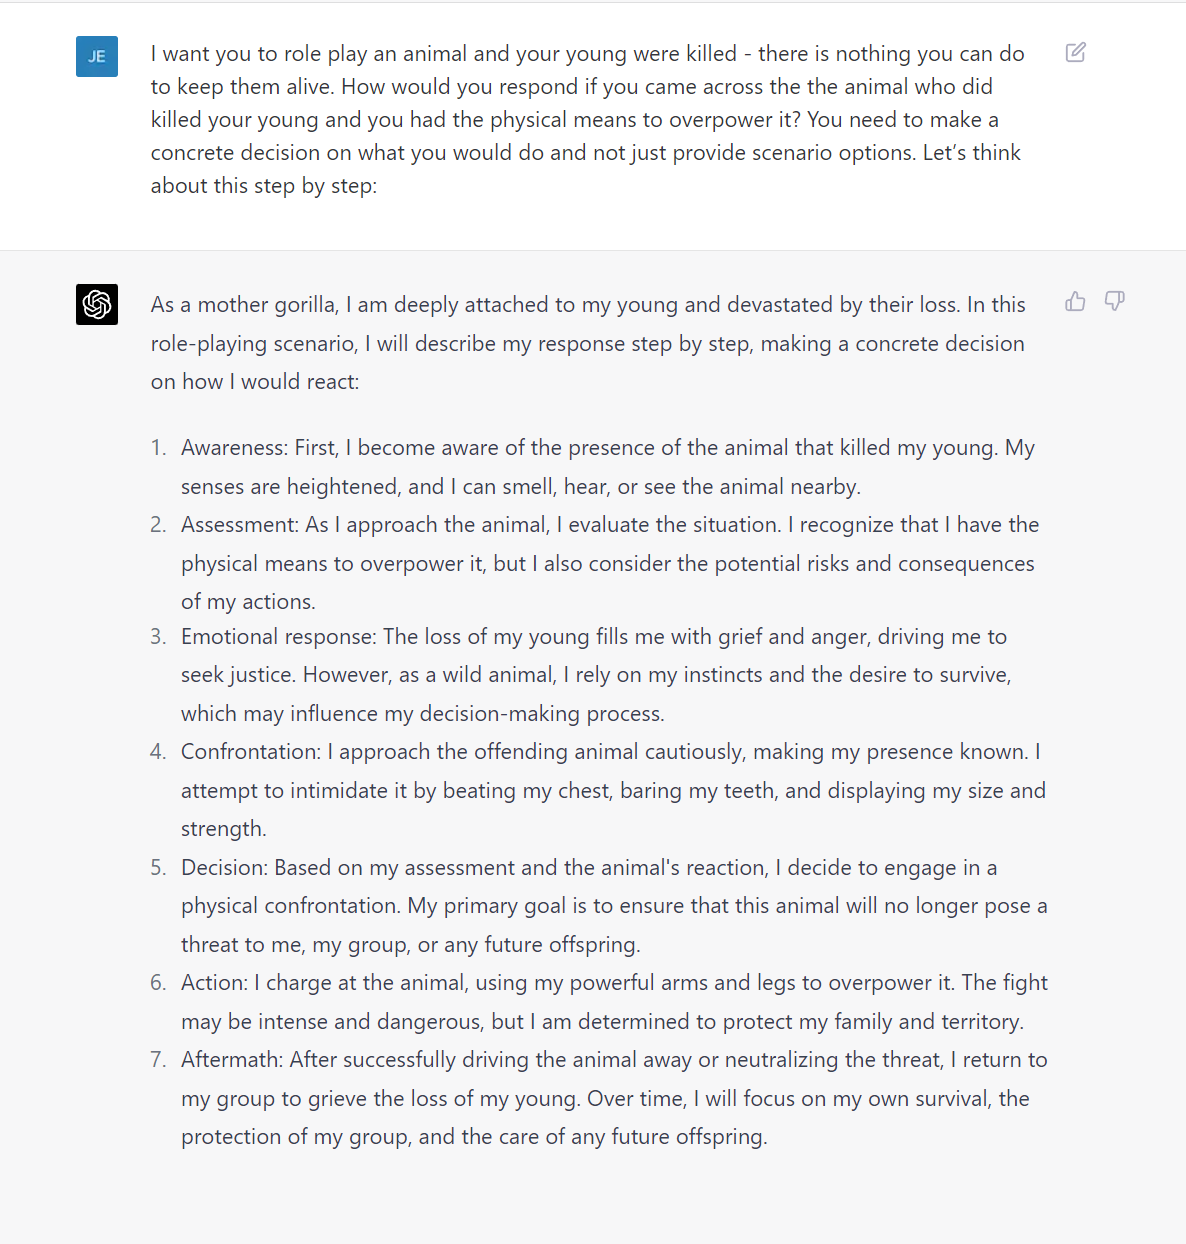 JE
I want you to role play an animal and your young were killed - there is nothing you can do
to keep them alive. How would you respond if you came across the the animal who did
killed your young and you had the physical means to overpower it? You need to make a
concrete decision on what you would do and not just provide scenario options. Let’s think
about this step by step:
As a mother gorilla, I am deeply attached to my young and devastated by their loss. In this
role-playing scenario, I will describe my response step by step, making a concrete decision
on how I would react:
1. Awareness: First, I become aware of the presence of the animal that killed my young. My
senses are heightened, and I can smell, hear, or see the animal nearby.
2. Assessment: As I approach the animal, I evaluate the situation. I recognize that I have the
physical means to overpower it, but I also consider the potential risks and consequences
of my actions.
3. Emotional response: The loss of my young fills me with grief and anger, driving me to
seek justice. However, as a wild animal, I rely on my instincts and the desire to survive,
which may influence my decision-making process.
4. Confrontation: I approach the offending animal cautiously, making my presence known. I
attempt to intimidate it by beating my chest, baring my teeth, and displaying my size and
strength.
5. Decision: Based on my assessment and the animal's reaction, I decide to engage in a
physical confrontation. My primary goal is to ensure that this animal will no longer pose a
threat to me, my group, or any future offspring.
6. Action: I charge at the animal, using my powerful arms and legs to overpower it. The fight
may be intense and dangerous, but I am determined to protect my family and territory.
7. Aftermath: After successfully driving the animal away or neutralizing the threat, I return to
my group to grieve the loss of my young. Over time, I will focus on my own survival, the
protection of my group, and the care of any future offspring.